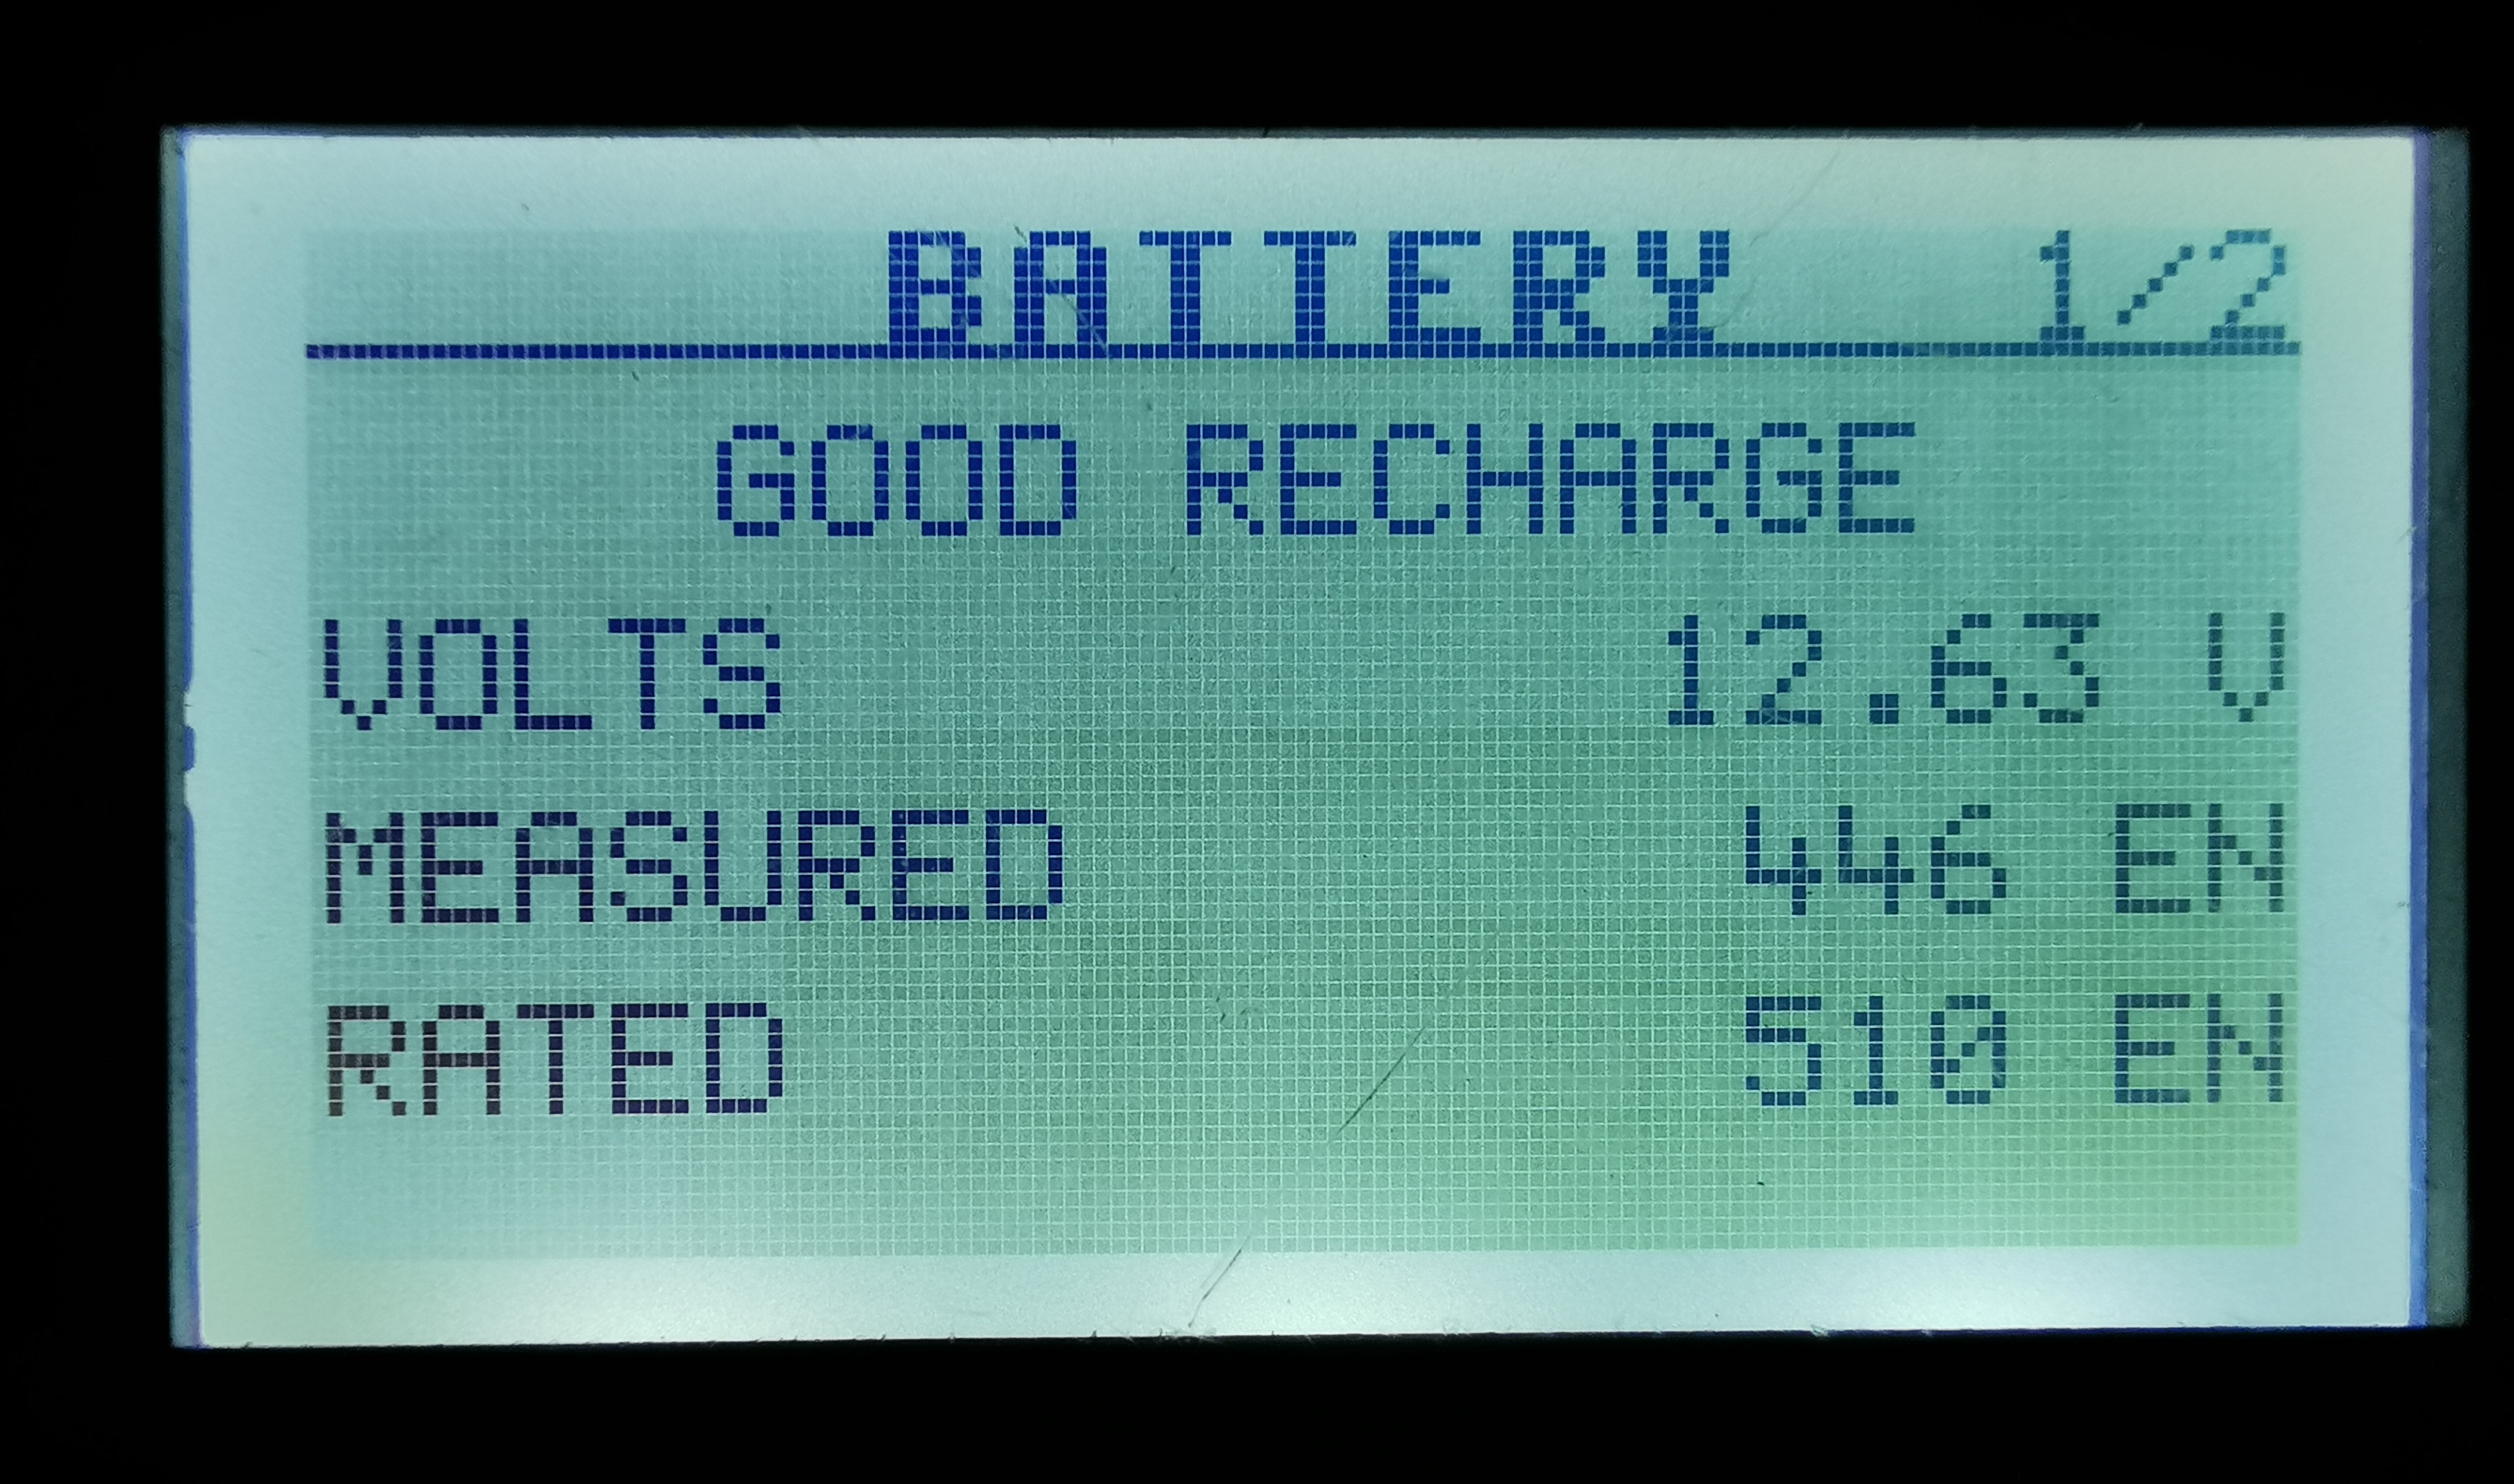 BATTERY 1/2
GOOD RECHARGE
VOLTS 12.63 V
MEASURED 446 EN
RATED 510 EN